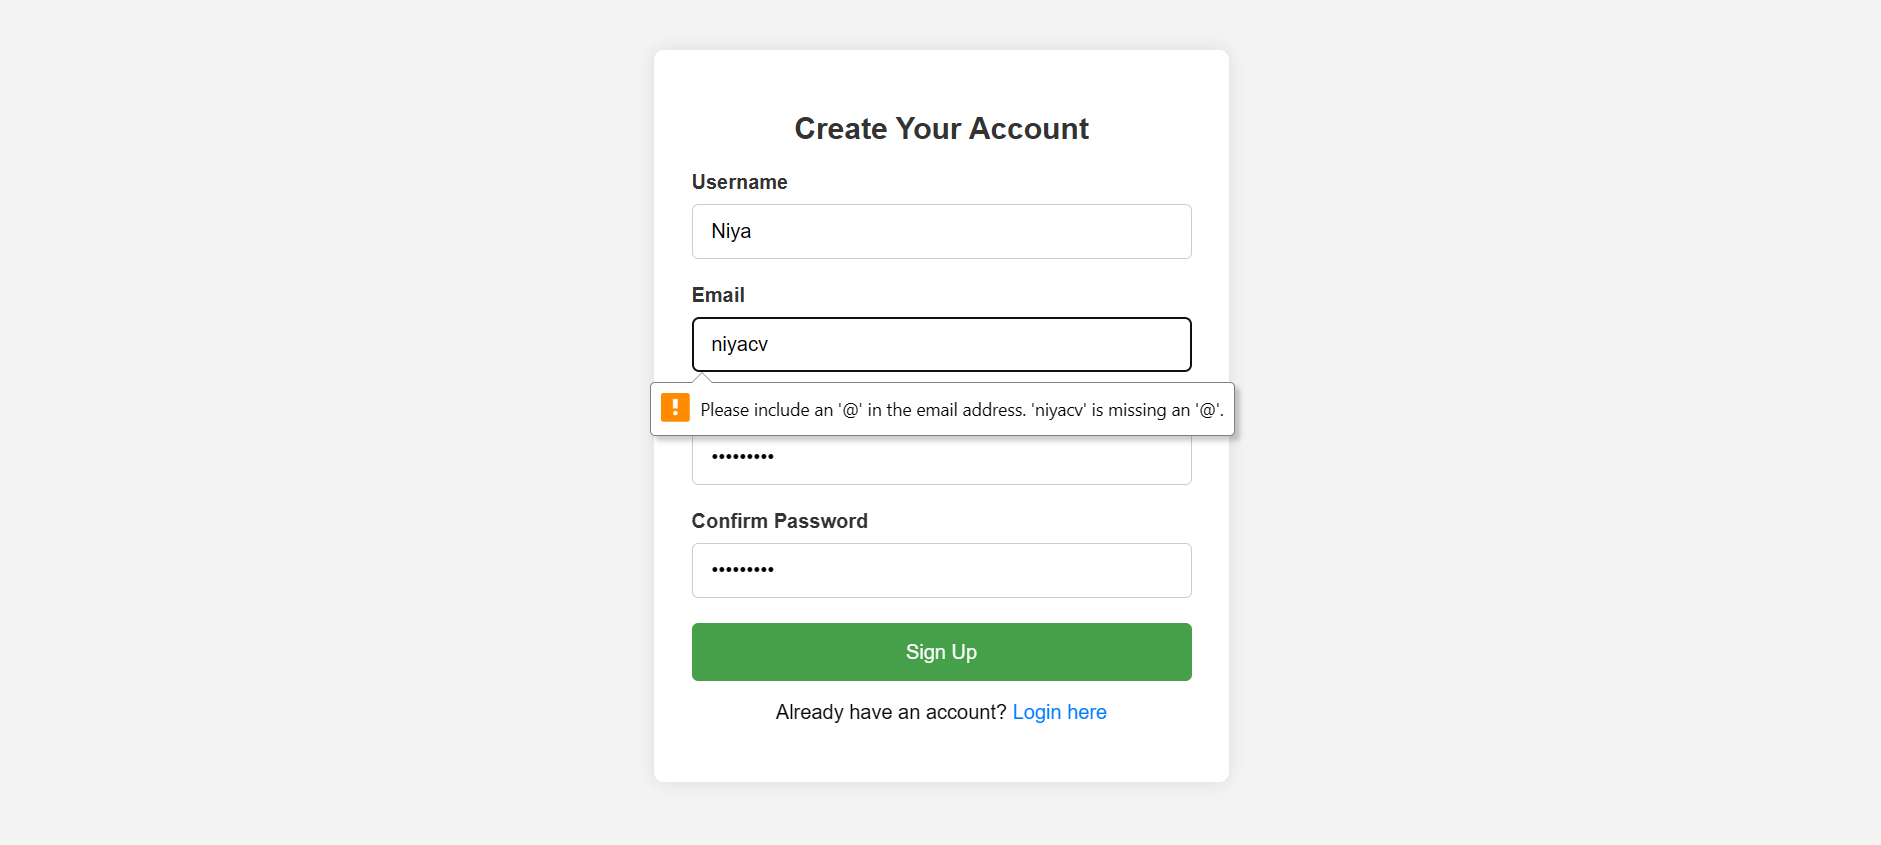 Create Your Account
Username
Niya
Email
niyacv
Please include an '@' in the email address. 'niyacv' is missing an '@'.
•••••••••
Confirm Password
•••••••••
Sign Up
Already have an account? Login here